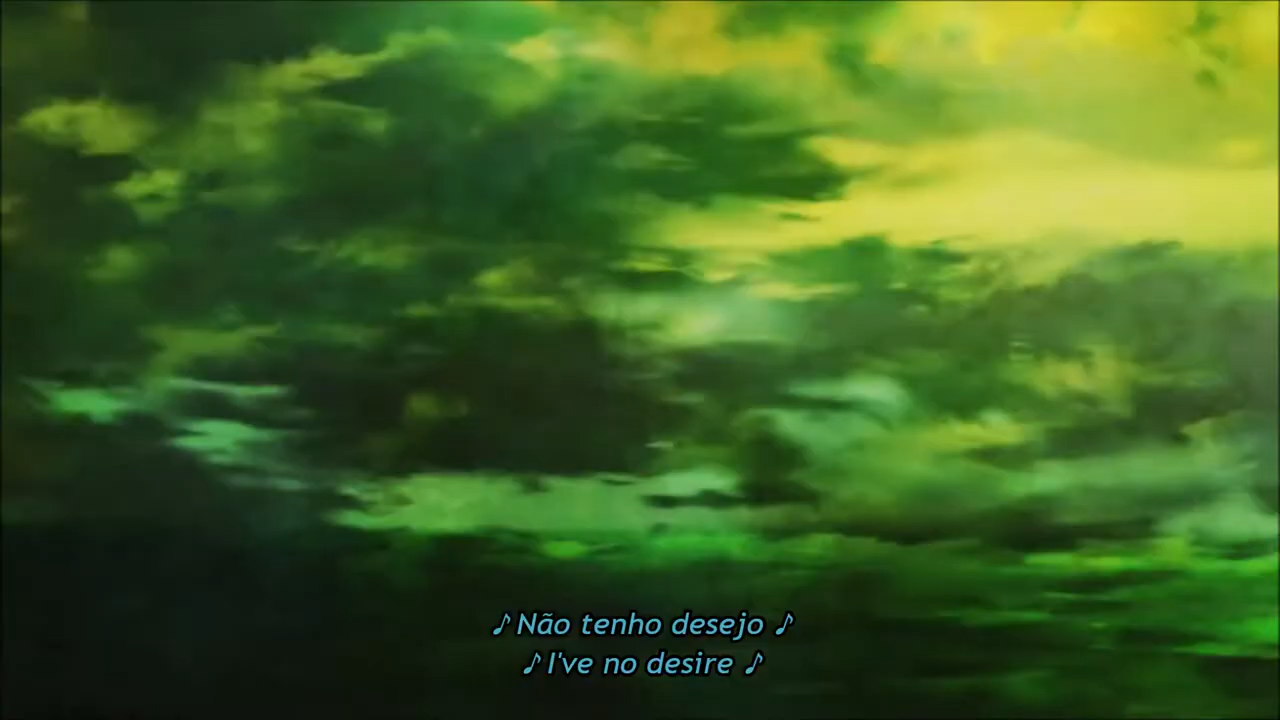 ♪ Não tenho desejo ♪
♪ I've no desire ♪